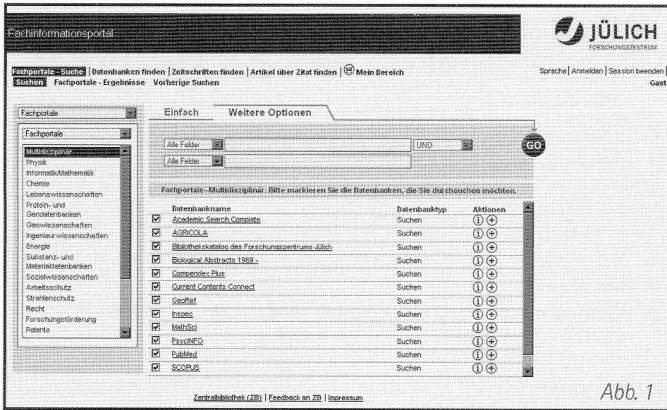 Fachinformationsportal
JÜLICH
FORSCHUNGSZENTRUM
Fachportale - Suche | Datenbanken finden | Zeitschriften finden | Artikel über Zitat finden | Mein Bereich
Sprache | Anmelden | Session beenden |
Suchen Fachportale - Ergebnisse Vorherige Suchen
Gast
Fachportale
Einfach Weitere Optionen
Fachportale
Multidisziplinär
Physik
Informatik/Mathematik
Chemie
Lebenswissenschaften
Protein- und
Gendatenbanken
Geowissenschaften
Ingenieurwissenschaften
Energie
Substanz- und
Materialdatenbanken
Sozialwissenschaften
Arbeitsschutz
Strahlenschutz
Recht
Forschungsförderung
Patente
Alle Felder UND GO
Alle Felder
Fachportale -Multidisziplinär. Bitte markieren Sie die Datenbanken, die Sie durchsuchen möchten.
Datenbankname Datenbanktyp Aktionen
Academic Search Complete Suchen
AGRICOLA Suchen
Bibliothekskatalog des Forschungszentrums Jülich Suchen
Biological Abstracts 1969 - Suchen
Compendex Plus Suchen
Current Contents Connect Suchen
GeoRef Suchen
Inspec Suchen
MathSci Suchen
PsycINFO Suchen
PubMed Suchen
SCOPUS Suchen
Zentralbibliothek (ZB) | Feedback an ZB | Impressum
Abb. 1